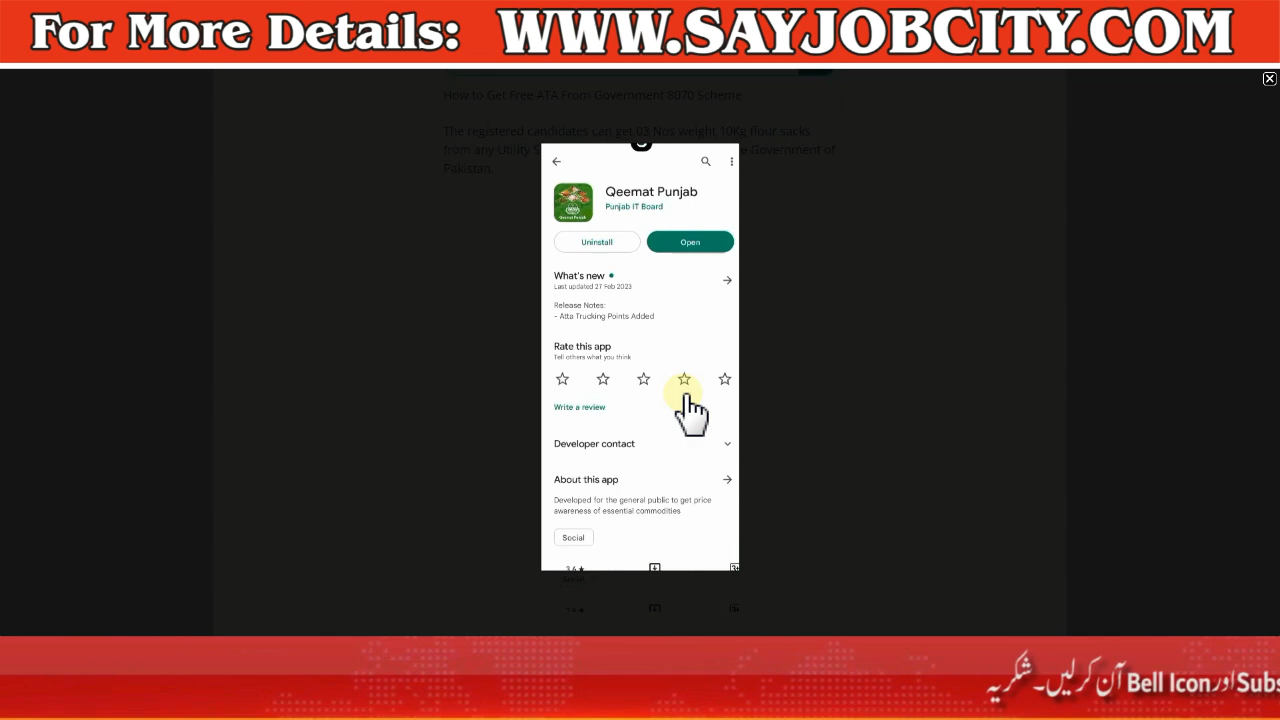 For More Details: WWW.SAYJOBCITY.COM
How to Get Free ATA From Government 8070 Scheme
The registered candidates can get 03 Nos weight 10Kg flour sacks
from any Utility S e Government of
Pakistan.
Qeemat Punjab
Punjab IT Board
Uninstall Open
What's new
Last updated 27 Feb 2023
Release Notes:
- Atta Trucking Points Added
Rate this app
Tell others what you think
Write a review
Developer contact
About this app
Developed for the general public to get price
awareness of essential commodities
Social
اور Bell Icon آن کرلیں۔ شکریہ
Subs